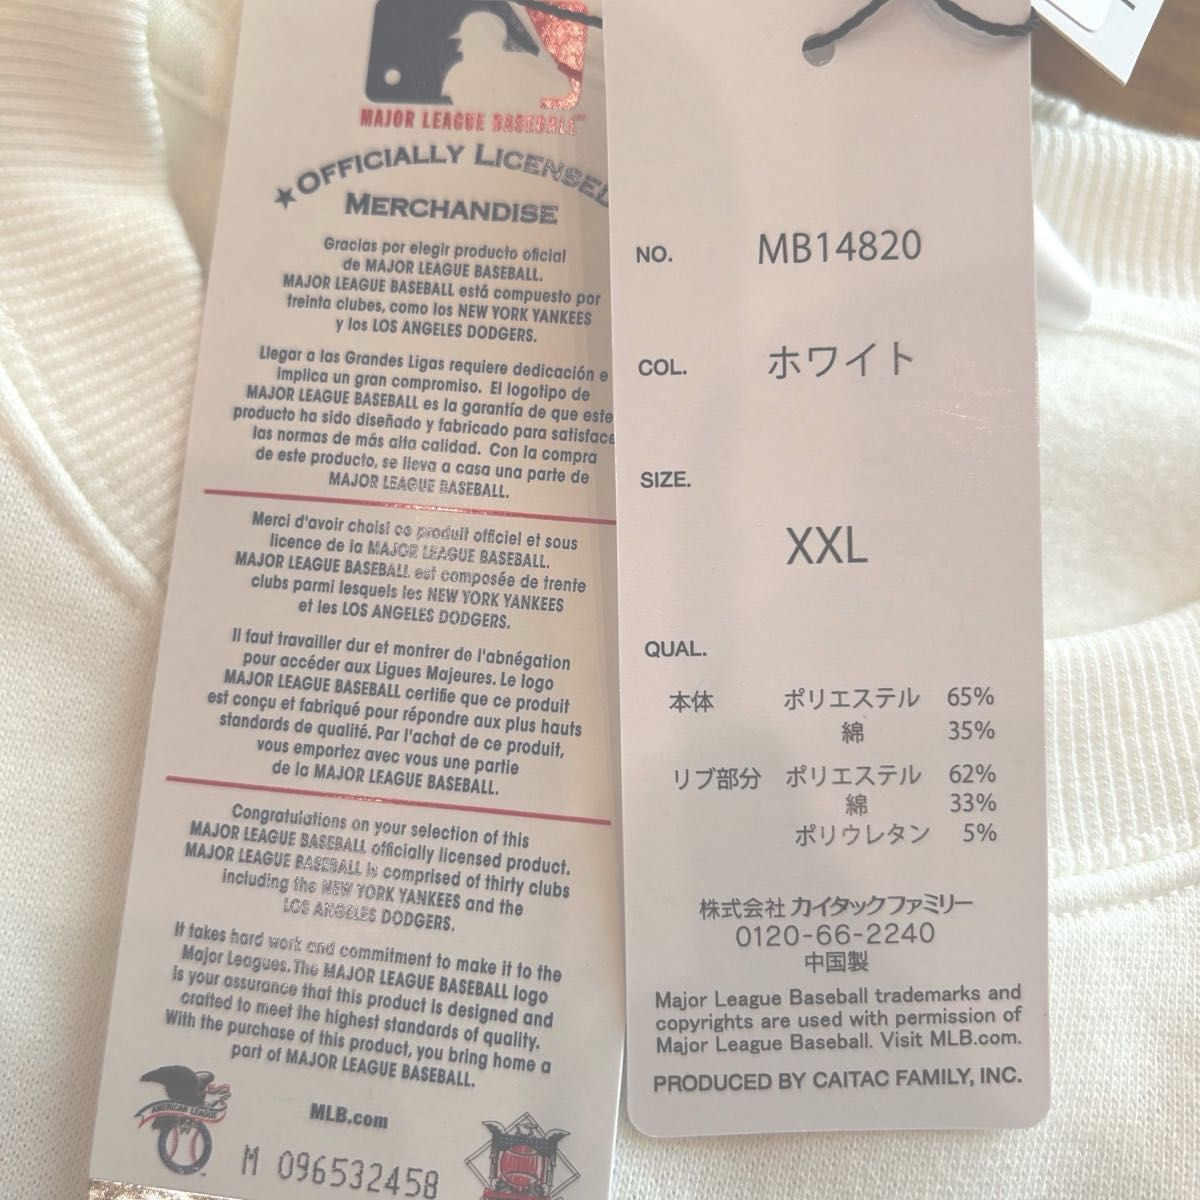 MAJOR LEAGUE BASEBALL
★OFFICIALLY LICENSED
MERCHANDISE
Gracias por elegir producto oficial
de MAJOR LEAGUE BASEBALL.
MAJOR LEAGUE BASEBALL está compuesto por
treinta clubes, como los NEW YORK YANKEES
y los LOS ANGELES DODGERS.
Llegar a las Grandes Ligas requiere dedicación e
implica un gran compromiso. El logotipo de
MAJOR LEAGUE BASEBALL es la garantía de que este
producto ha sido diseñado y fabricado para satisface
las normas de más alta calidad. Con la compra
de este producto, se lleva a casa una parte de
MAJOR LEAGUE BASEBALL.
Merci d'avoir choisi ce produit officiel et sous
licence de la MAJOR LEAGUE BASEBALL.
MAJOR LEAGUE BASEBALL est composée de trente
clubs parmi lesquels les NEW YORK YANKEES
et les LOS ANGELES DODGERS.
Il faut travailler dur et montrer de l'abnégation
pour accéder aux Ligues Majeures. Le logo
MAJOR LEAGUE BASEBALL certifie que ce produit
est conçu et fabriqué pour répondre aux plus hauts
standards de qualité. Par l'achat de ce produit,
vous emportez avec vous une partie
de la MAJOR LEAGUE BASEBALL.
Congratulations on your selection of this
MAJOR LEAGUE BASEBALL officially licensed product.
MAJOR LEAGUE BASEBALL is comprised of thirty clubs
including the NEW YORK YANKEES and the
LOS ANGELES DODGERS.
It takes hard work and commitment to make it to the
Major Leagues. The MAJOR LEAGUE BASEBALL logo
is your assurance that this product is designed and
crafted to meet the highest standards of quality.
With the purchase of this product, you bring home a
part of MAJOR LEAGUE BASEBALL.
AMERICAN LEAGUE
MLB.com
NATIONAL
M 096532458
NO. MB14820
COL. ホワイト
SIZE.
XXL
QUAL.
本体 ポリエステル 65%
綿 35%
リブ部分 ポリエステル 62%
綿 33%
ポリウレタン 5%
株式会社 カイタックファミリー
0120-66-2240
中国製
Major League Baseball trademarks and
copyrights are used with permission of
Major League Baseball. Visit MLB.com.
PRODUCED BY CAITAC FAMILY, INC.